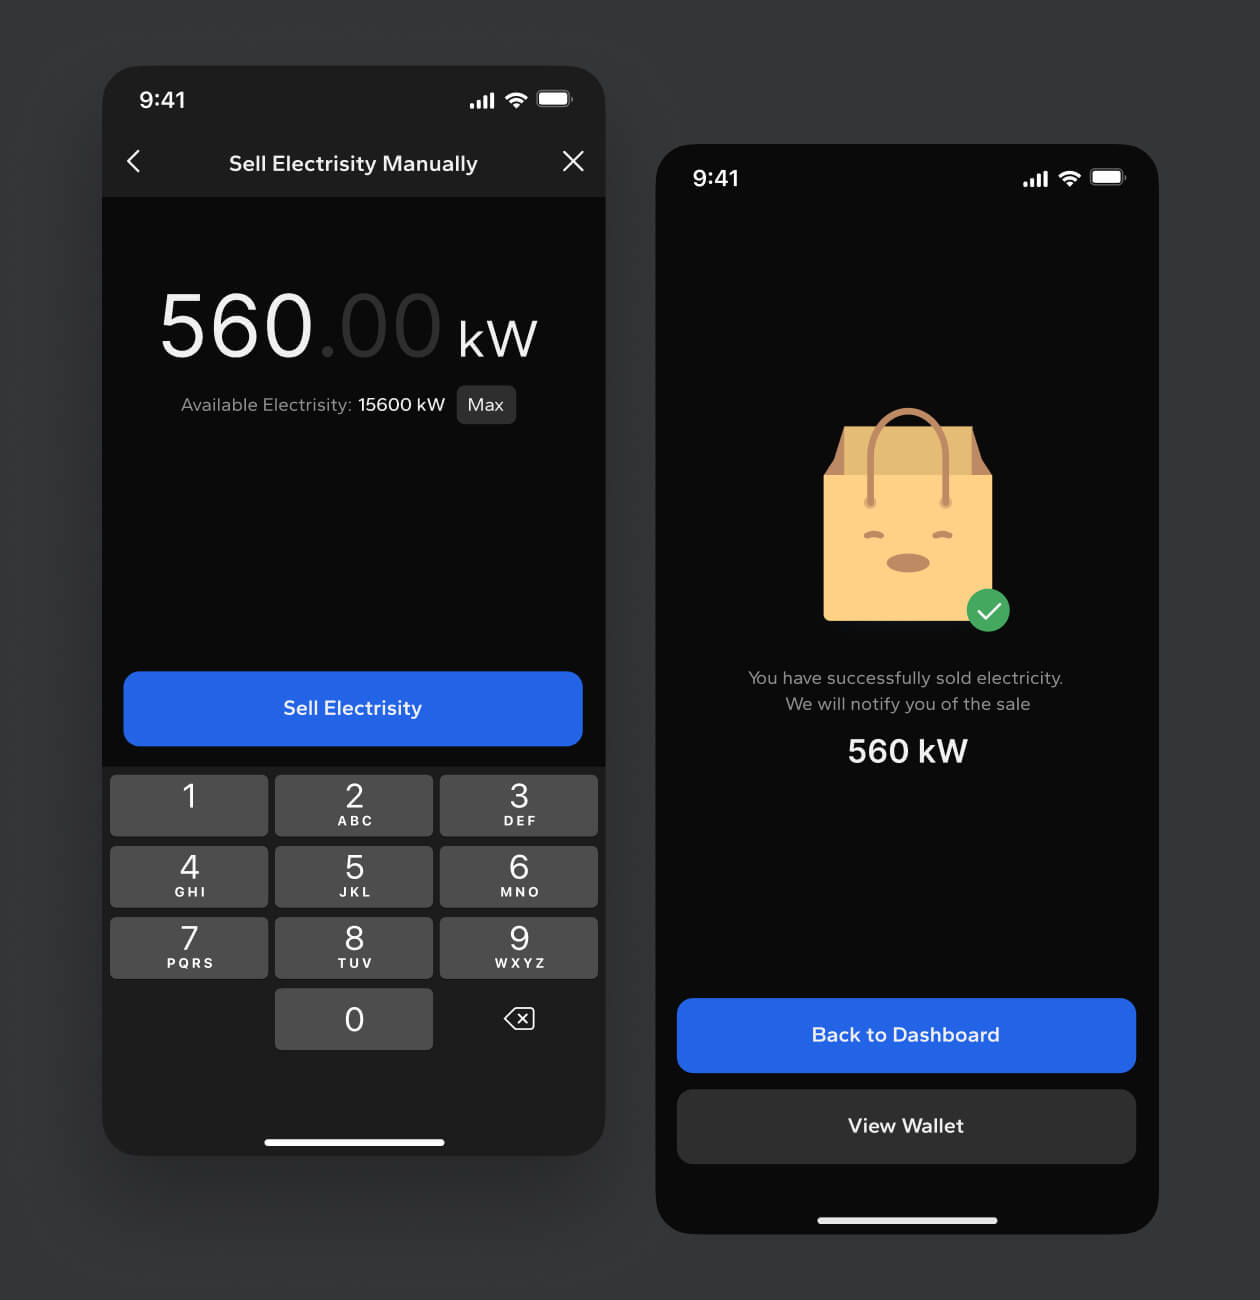 9:41
Sell Electrisity Manually
560.00 kW
Available Electrisity: 15600 kW Max
Sell Electrisity
1
2
ABC
3
DEF
4
GHI
5
JKL
6
MNO
7
PQRS
8
TUV
9
WXYZ
0
9:41
You have successfully sold electricity.
We will notify you of the sale
560 kW
Back to Dashboard
View Wallet